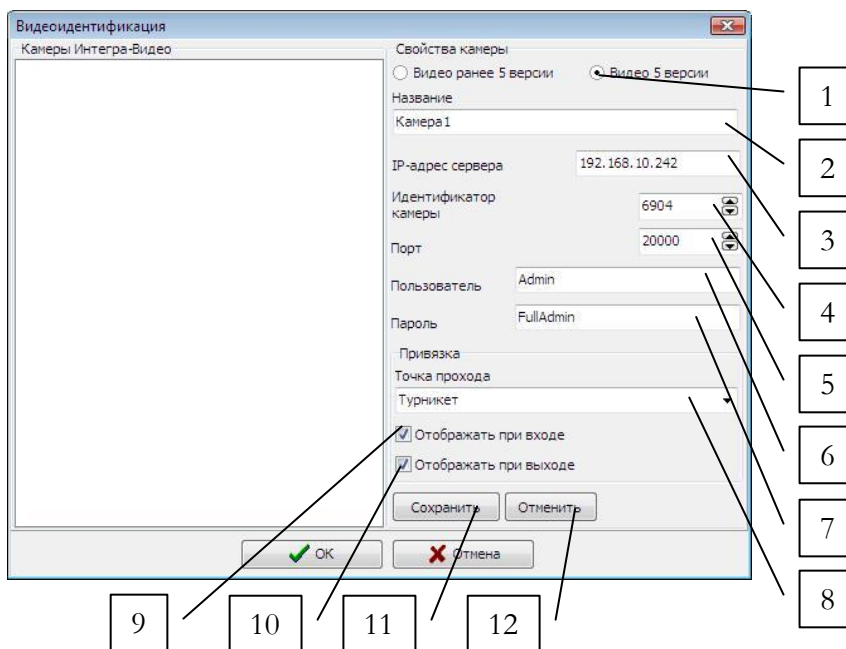 Видеоидентификация
Камеры Интегра-Видео
Свойства камеры
Видео ранее 5 версии
Видео 5 версии
Название
Камера1
IP-адрес сервера
192.168.10.242
Идентификатор
камеры
6904
Порт
20000
Пользователь
Admin
Пароль
FullAdmin
Привязка
Точка прохода
Турникет
Отображать при входе
Отображать при выходе
Сохранить
Отменить
ОК
Отмена
1
2
3
4
5
6
7
8
9
10
11
12